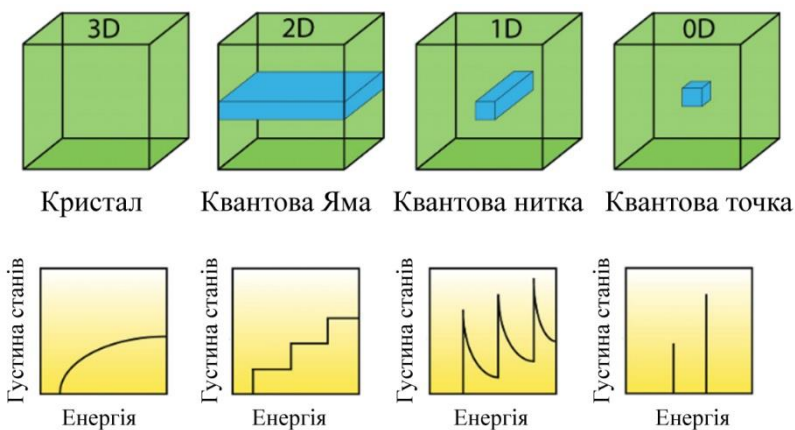 3D
2D
1D
0D
Кристал
Квантова Яма
Квантова нитка
Квантова точка
Густина станів
Енергія
Густина станів
Енергія
Густина станів
Енергія
Густина станів
Енергія